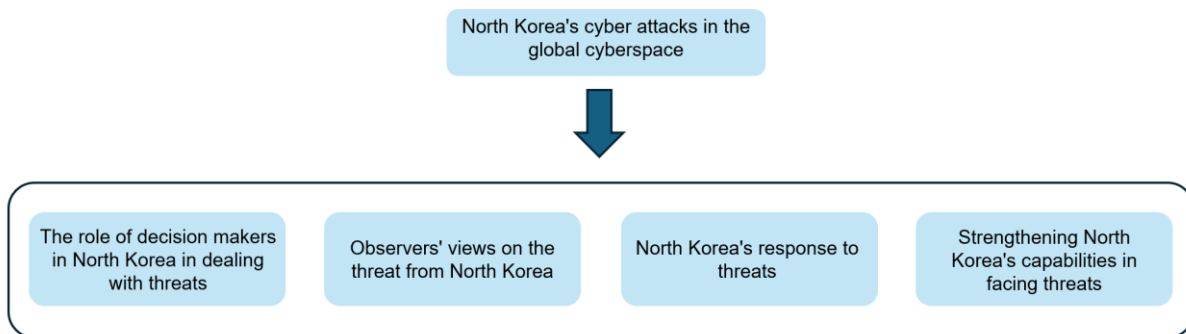 North Korea's cyber attacks in the
global cyberspace
The role of decision makers
in North Korea in dealing
with threats
Observers' views on the
threat from North Korea
North Korea's response to
threats
Strengthening North
Korea's capabilities in
facing threats